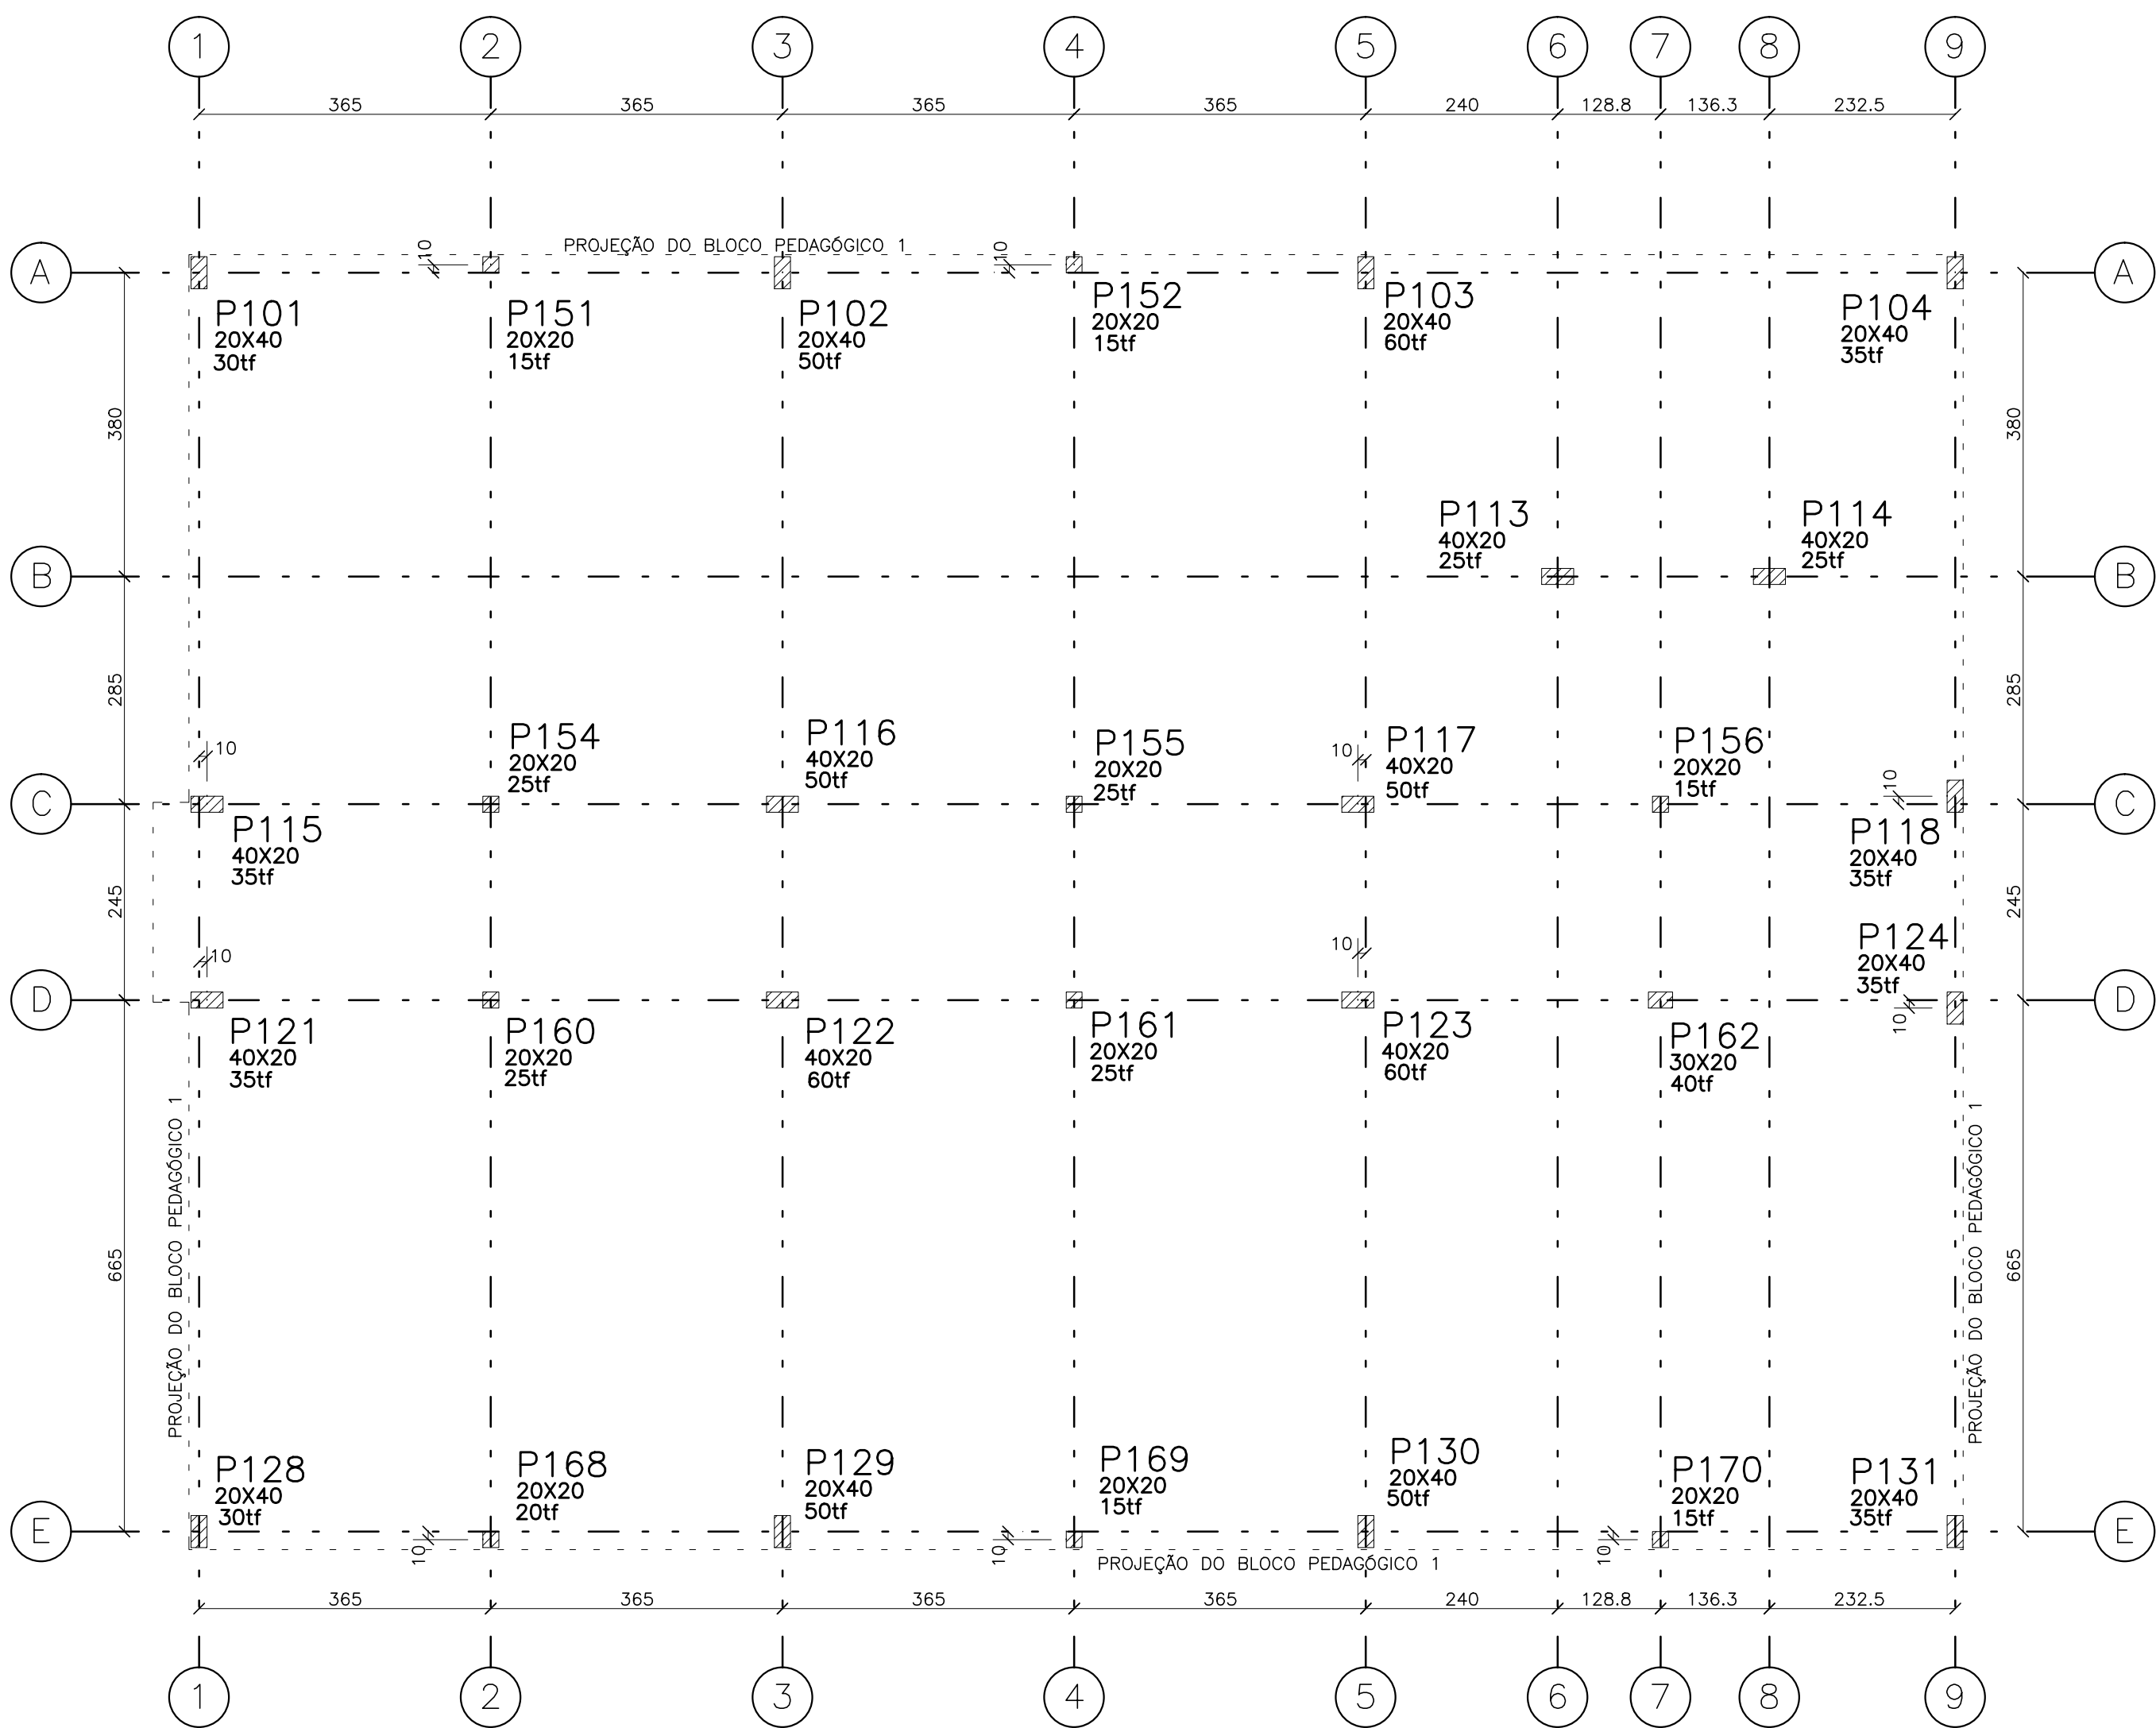 1 2 3 4 5 6 7 8 9
365 365 365 365 240 128.8 136.3 232.5
10 PROJEÇÃO DO BLOCO PEDAGÓGICO 1 10
A A
P101 P151 P102 P152 P103 P104
20X40 20X20 20X40 20X20 20X40 20X40
30tf 15tf 50tf 15tf 60tf 35tf
380 380
P113 P114
40X20 40X20
25tf 25tf
B B
285 285
P154 P116 P155 P117 P156
20X20 40X20 20X20 40X20 20X20
25tf 50tf 25tf 50tf 15tf
10 10 10
C C
P115 P118
40X20 20X40
35tf 35tf
245 245
10 10
P124
20X40
35tf
D D
10
P121 P160 P122 P161 P123 P162
40X20 20X20 40X20 20X20 40X20 30X20
35tf 25tf 60tf 25tf 60tf 40tf
PROJEÇÃO DO BLOCO PEDAGÓGICO 1
PROJEÇÃO DO BLOCO PEDAGÓGICO 1
665 665
P128 P168 P129 P169 P130 P170 P131
20X40 20X20 20X40 20X20 20X40 20X20 20X40
30tf 20tf 50tf 15tf 50tf 15tf 35tf
E E
10 10 10
PROJEÇÃO DO BLOCO PEDAGÓGICO 1
365 365 365 365 240 128.8 136.3 232.5
1 2 3 4 5 6 7 8 9